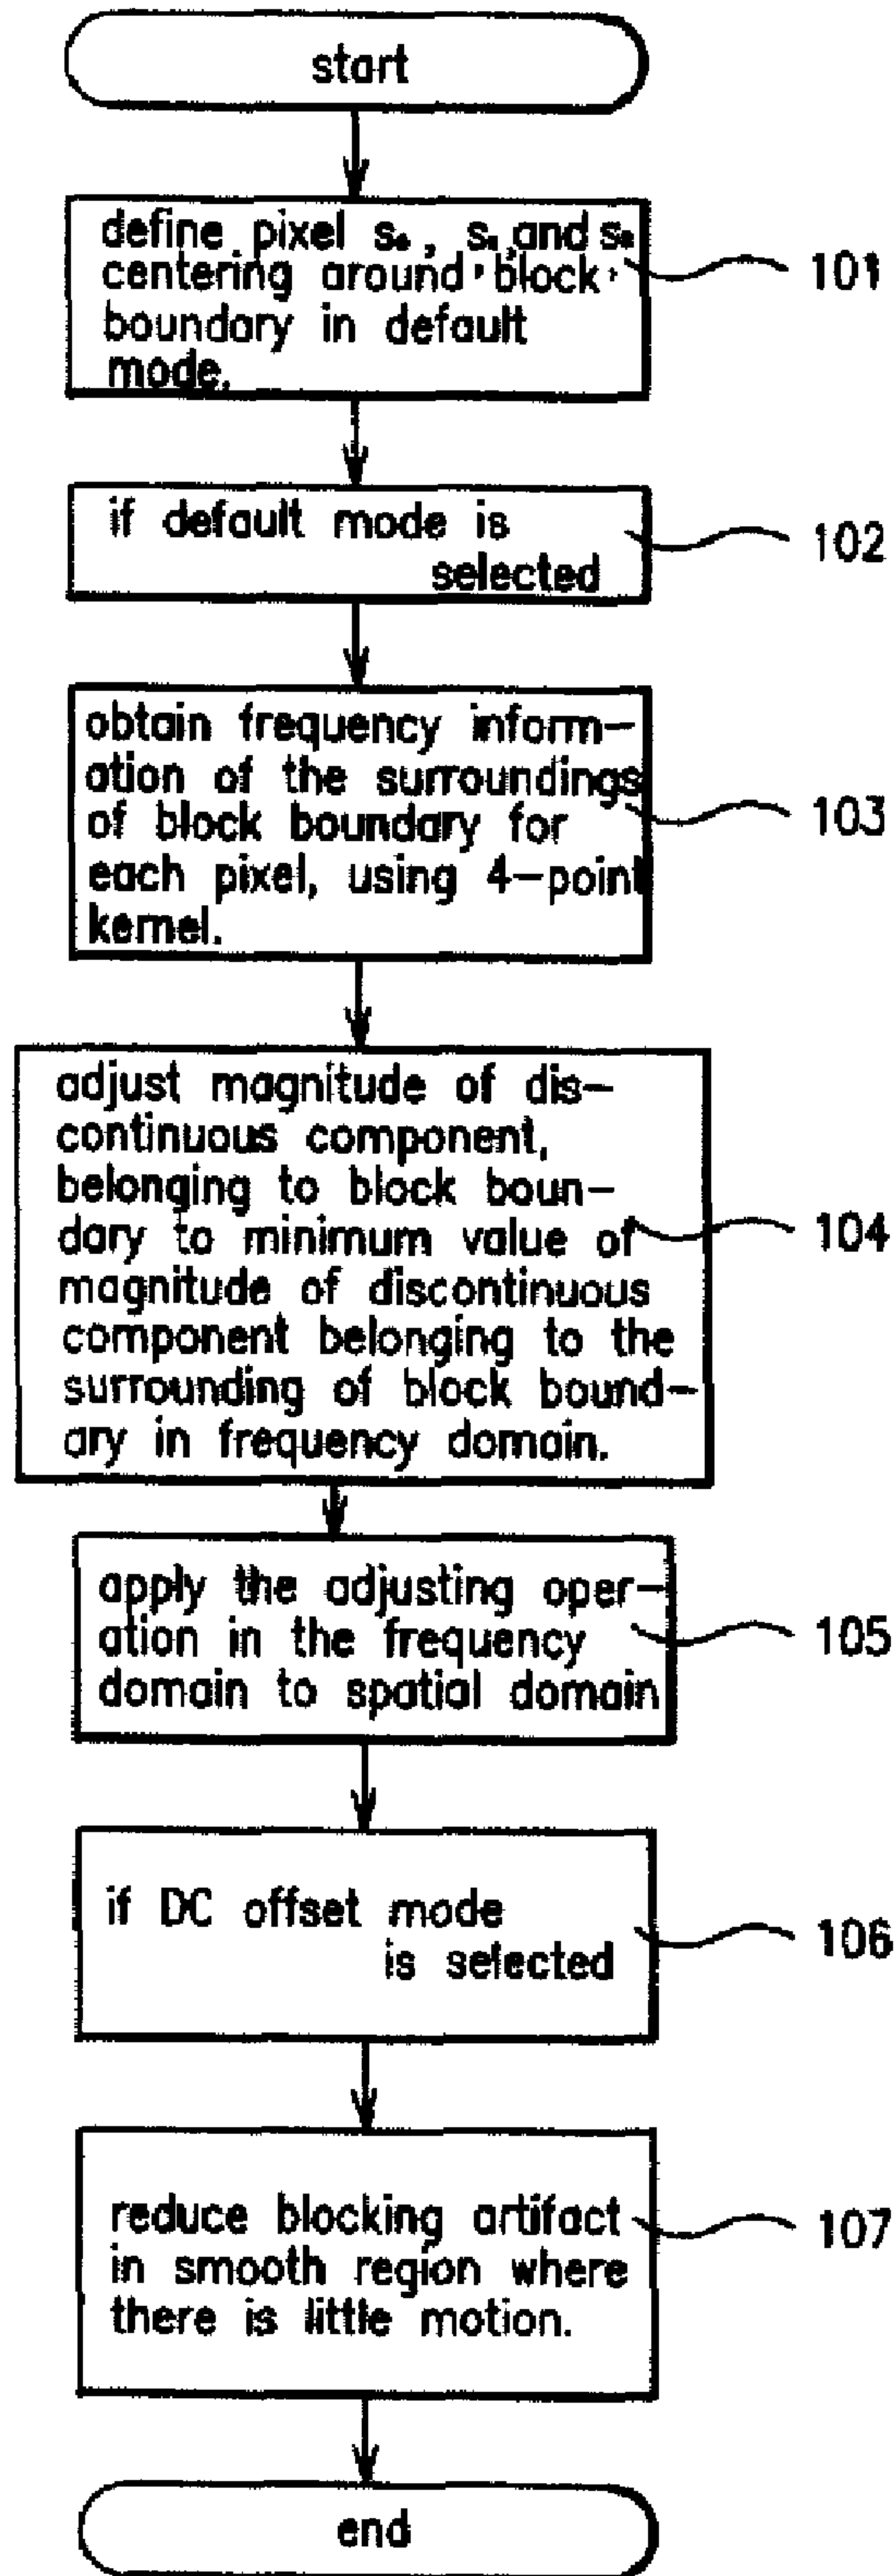 start
define pixel s₀, s₁, and s₂
centering around block
boundary in default
mode.
101
if default mode is
selected
102
obtain frequency inform-
ation of the surroundings
of block boundary for
each pixel, using 4-point
kernel.
103
adjust magnitude of dis-
continuous component,
belonging to block boun-
dary to minimum value of
magnitude of discontinuous
component belonging to the
surrounding of block bound-
ary in frequency domain.
104
apply the adjusting oper-
ation in the frequency
domain to spatial domain
105
if DC offset mode
is selected
106
reduce blocking artifact
in smooth region where
there is little motion.
107
end